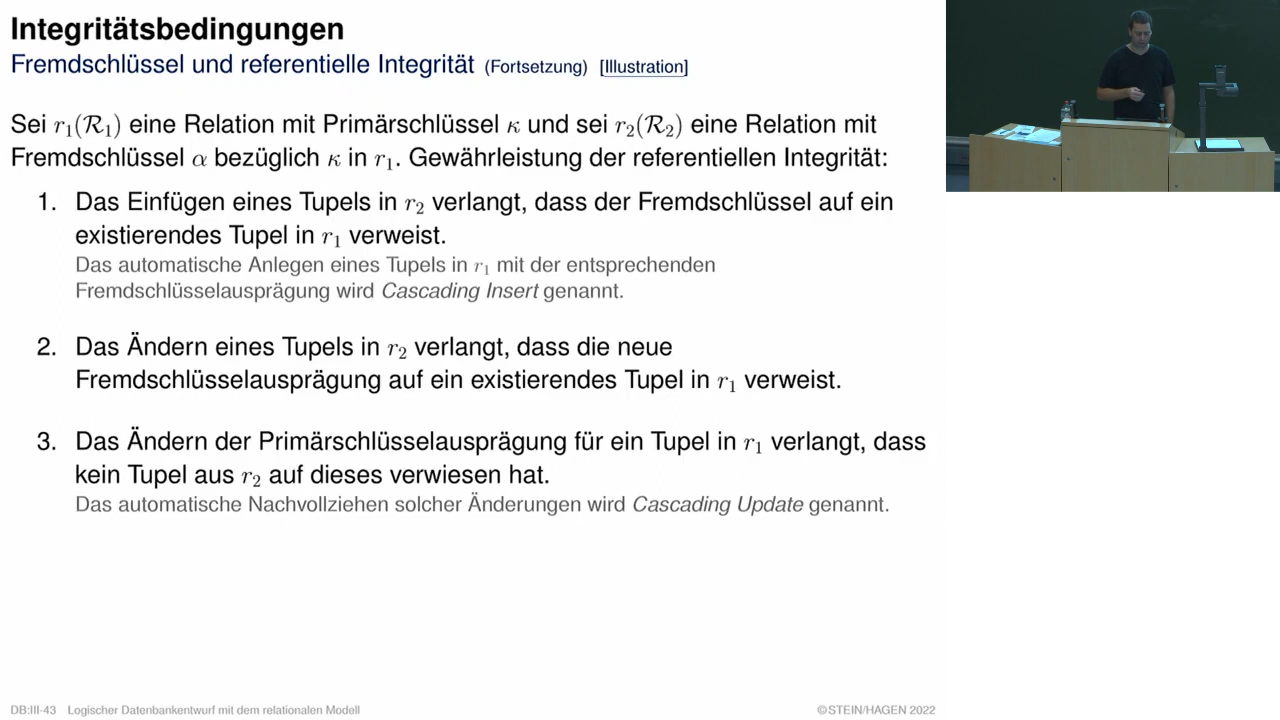 Integritätsbedingungen
Fremdschlüssel und referentielle Integrität (Fortsetzung) [Illustration]
Sei r₁(ℛ₁) eine Relation mit Primärschlüssel κ und sei r₂(ℛ₂) eine Relation mit
Fremdschlüssel α bezüglich κ in r₁. Gewährleistung der referentiellen Integrität:
1. Das Einfügen eines Tupels in r₂ verlangt, dass der Fremdschlüssel auf ein
existierendes Tupel in r₁ verweist.
Das automatische Anlegen eines Tupels in r₁ mit der entsprechenden
Fremdschlüsselausprägung wird Cascading Insert genannt.
2. Das Ändern eines Tupels in r₂ verlangt, dass die neue
Fremdschlüsselausprägung auf ein existierendes Tupel in r₁ verweist.
3. Das Ändern der Primärschlüsselausprägung für ein Tupel in r₁ verlangt, dass
kein Tupel aus r₂ auf dieses verwiesen hat.
Das automatische Nachvollziehen solcher Änderungen wird Cascading Update genannt.
DB:III-43 Logischer Datenbankentwurf mit dem relationalen Modell
©STEIN/HAGEN 2022